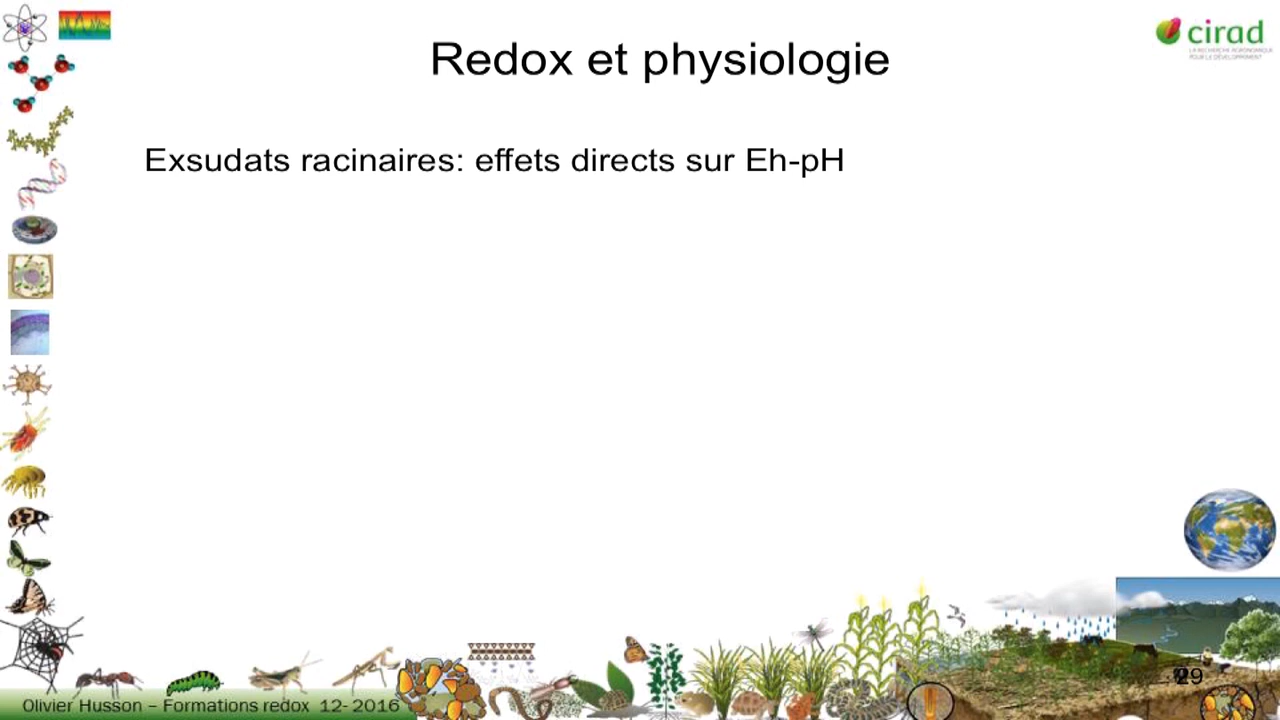 Redox et physiologie
cirad
LA RECHERCHE AGRONOMIQUE
POUR LE DÉVELOPPEMENT
Exsudats racinaires: effets directs sur Eh-pH
Olivier Husson – Formations redox 12- 2016